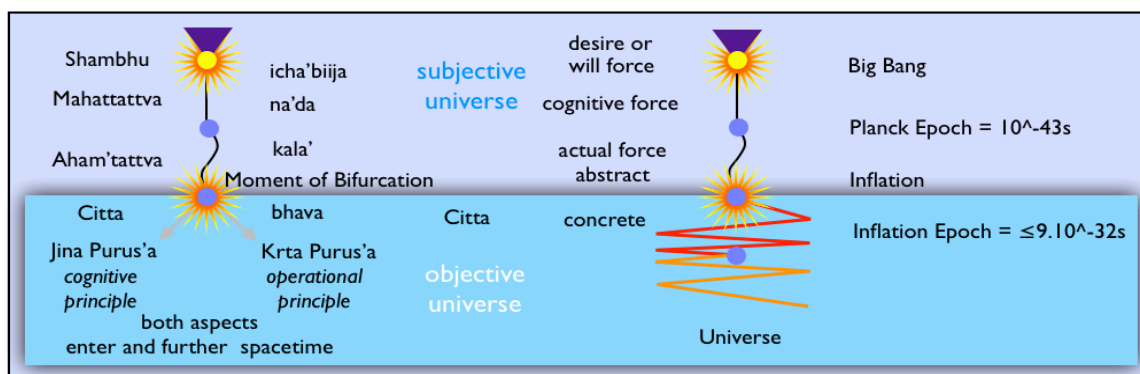 Shambhu
Mahattattva
Aham'tattva
icha'biija
na'da
kala'
Moment of Bifurcation
subjective
universe
desire or
will force
cognitive force
actual force
abstract
Big Bang
Planck Epoch = 10^-43s
Inflation
Citta
bhava
Jina Purus'a
cognitive
principle
Krta Purus'a
operational
principle
both aspects
enter and further spacetime
Citta
objective
universe
concrete
Universe
Inflation Epoch = ≤9.10^-32s